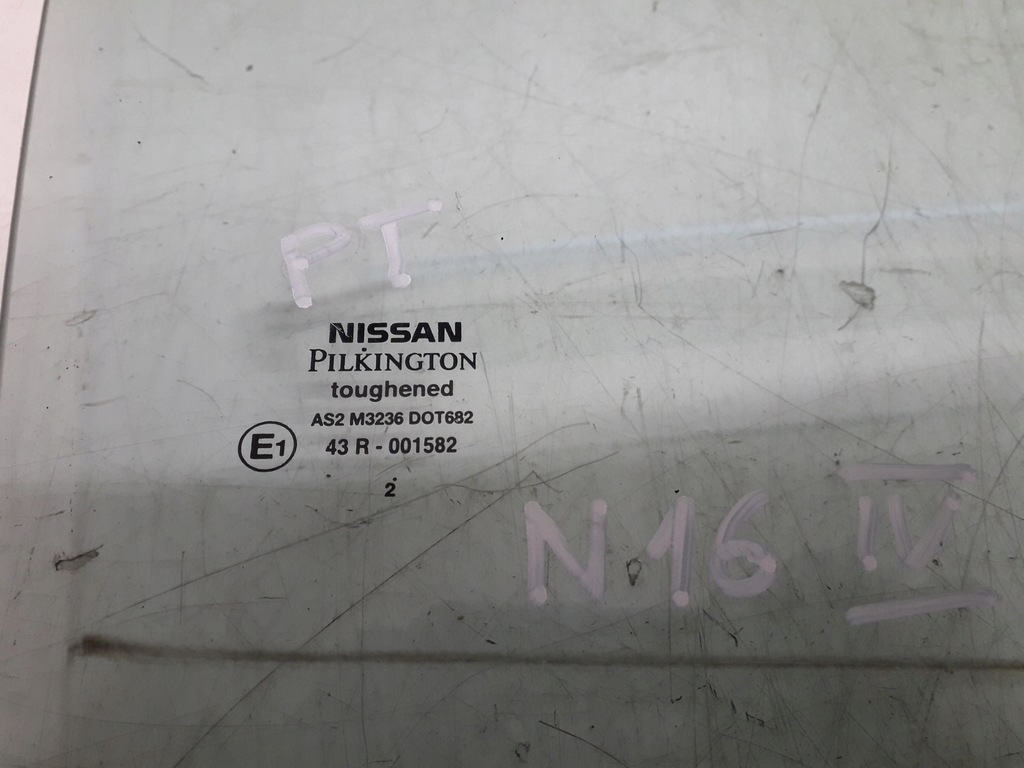 PT
NISSAN
PILKINGTON
toughened
AS2 M3236 DOT682
E1 43 R - 001582
2
N16 IV